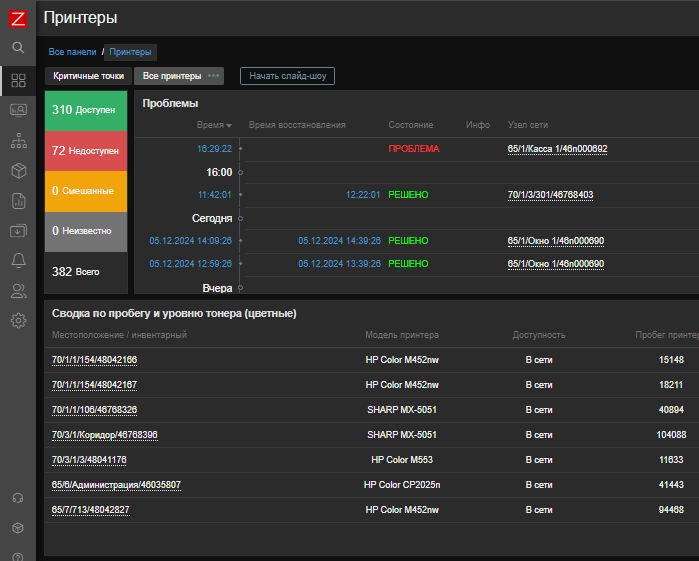 Z
Принтеры
Все панели / Принтеры
Критичные точки Все принтеры ••• Начать слайд-шоу
310 Доступен
72 Недоступен
0 Смешанные
0 Неизвестно
382 Всего
Проблемы
Время ▼ Время восстановления Состояние Инфо Узел сети
16:29:22 ПРОБЛЕМА 65/1/Касса 1/46n000692
16:00
11:42:01 12:22:01 РЕШЕНО 70/1/3/301/46768403
Сегодня
05.12.2024 14:09:26 05.12.2024 14:39:26 РЕШЕНО 65/1/Окно 1/46n000690
05.12.2024 12:59:26 05.12.2024 13:39:26 РЕШЕНО 65/1/Окно 1/46n000690
Вчера
Сводка по пробегу и уровню тонера (цветные)
Местоположение / инвентарный Модель принтера Доступность Пробег принтер
70/1/1/154/48042166 HP Color M452nw В сети 15148
70/1/1/154/48042167 HP Color M452nw В сети 18211
70/1/1/106/46768326 SHARP MX-5051 В сети 40894
70/3/1/Коридор/46768396 SHARP MX-5051 В сети 104088
70/3/1/3/48041176 HP Color M553 В сети 11633
65/6/Администрация/46035807 HP Color CP2025n В сети 41443
65/7/713/48042827 HP Color M452nw В сети 94468